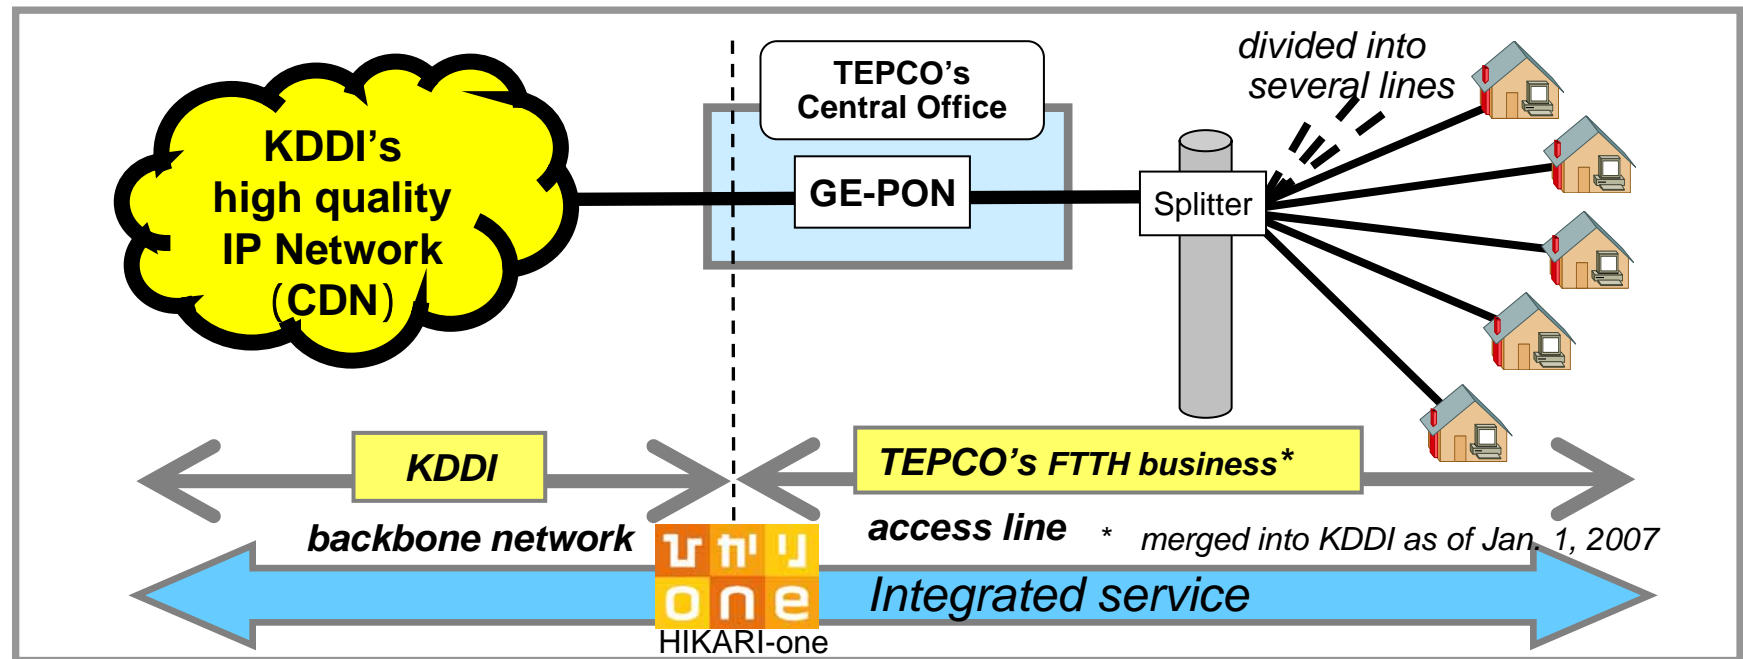 KDDI's
high quality
IP Network
(CDN)
TEPCO's
Central Office
GE-PON
divided into
several lines
Splitter
KDDI
TEPCO's FTTH business*
backbone network
access line
* merged into KDDI as of Jan. 1, 2007
ひかり
one
Integrated service
HIKARI-one